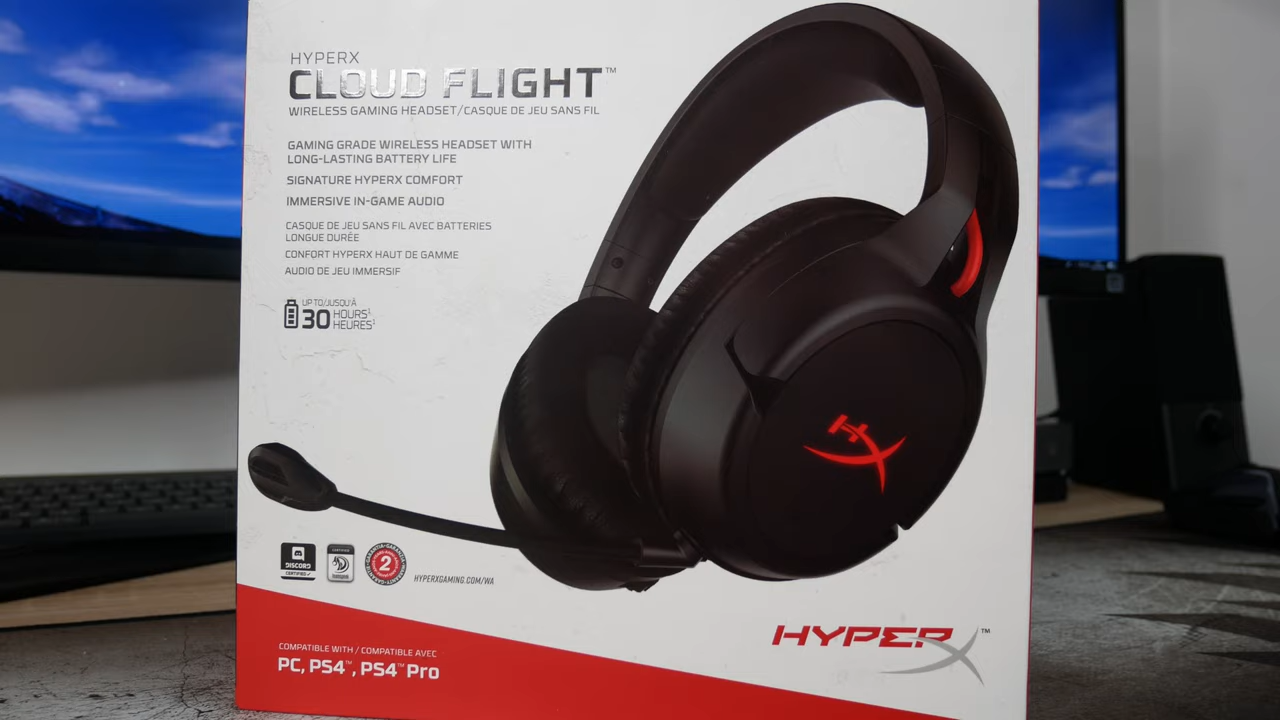 HYPERX
CLOUD FLIGHT™
WIRELESS GAMING HEADSET/CASQUE DE JEU SANS FIL
GAMING GRADE WIRELESS HEADSET WITH
LONG-LASTING BATTERY LIFE
SIGNATURE HYPERX COMFORT
IMMERSIVE IN-GAME AUDIO
CASQUE DE JEU SANS FIL AVEC BATTERIES
LONGUE DURÉE
CONFORT HYPERX HAUT DE GAMME
AUDIO DE JEU IMMERSIF
UP TO/JUSQU'À
30 HOURS¹
HEURES¹
HX
DISCORD
CERTIFIED ✓
2
HYPERXGAMING.COM/WA
HYPERX™
COMPATIBLE WITH / COMPATIBLE AVEC
PC, PS4™, PS4™ Pro